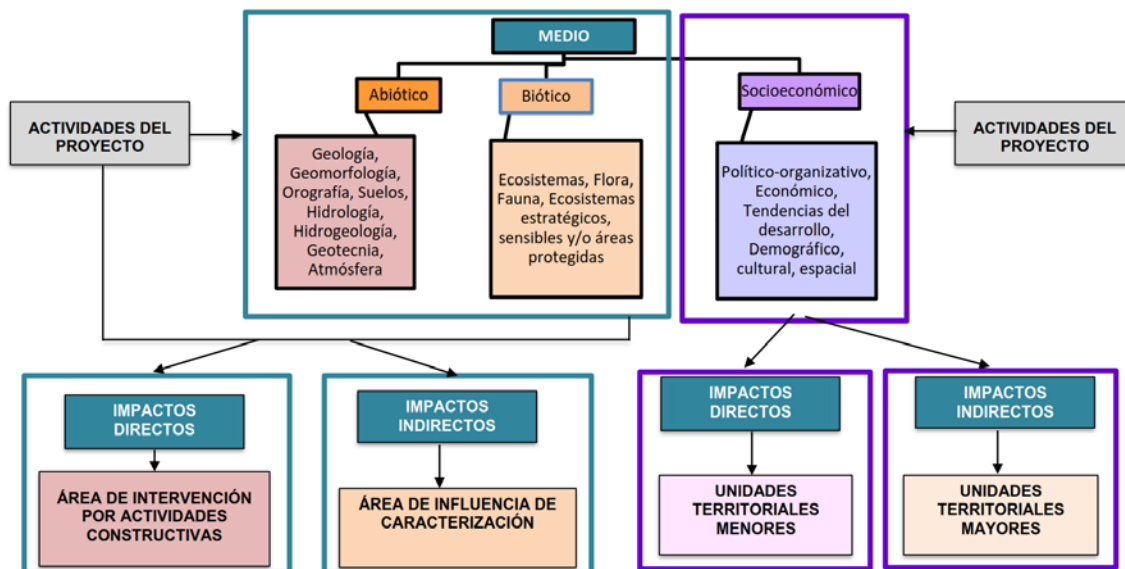 MEDIO
Abiótico
Biótico
Socioeconómico
ACTIVIDADES DEL
PROYECTO
Geología,
Geomorfología,
Orografía, Suelos,
Hidrología,
Hidrogeología,
Geotecnia,
Atmósfera
Ecosistemas, Flora,
Fauna, Ecosistemas
estratégicos,
sensibles y/o áreas
protegidas
Político-organizativo,
Económico,
Tendencias del
desarrollo,
Demográfico,
cultural, espacial
ACTIVIDADES DEL
PROYECTO
IMPACTOS
DIRECTOS
ÁREA DE INTERVENCIÓN
POR ACTIVIDADES
CONSTRUCTIVAS
IMPACTOS
INDIRECTOS
ÁREA DE INFLUENCIA DE
CARACTERIZACIÓN
IMPACTOS
DIRECTOS
UNIDADES
TERRITORIALES
MENORES
IMPACTOS
INDIRECTOS
UNIDADES
TERRITORIALES
MAYORES